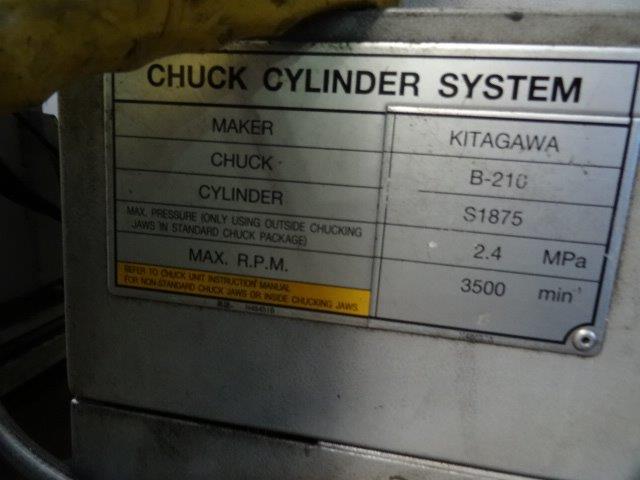 CHUCK CYLINDER SYSTEM
MAKER KITAGAWA
CHUCK B-210
CYLINDER S1875
MAX. PRESSURE (ONLY USING OUTSIDE CHUCKING
JAWS IN STANDARD CHUCK PACKAGE) 2.4 MPa
MAX. R.P.M. 3500 min⁻¹
REFER TO CHUCK UNIT INSTRUCTION MANUAL
FOR NON-STANDARD CHUCK JAWS OR INSIDE CHUCKING JAWS.